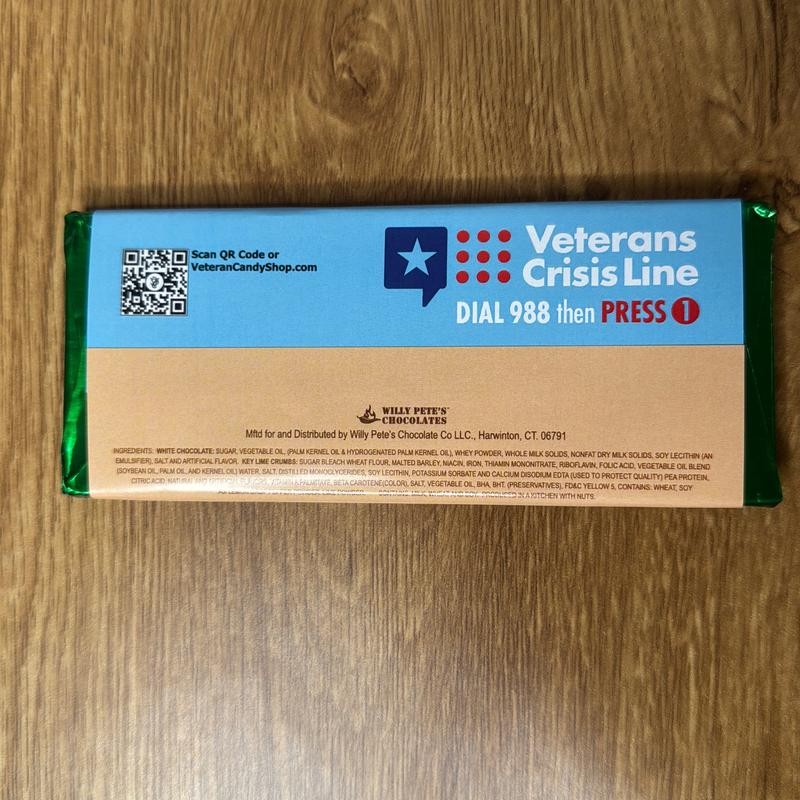 Scan QR Code or
VeteranCandyShop.com
Veterans
Crisis Line
DIAL 988 then PRESS 1
WILLY PETE'S
CHOCOLATES
Mftd for and Distributed by Willy Pete's Chocolate Co LLC., Harwinton, CT. 06791
INGREDIENTS: WHITE CHOCOLATE: SUGAR, VEGETABLE OIL, (PALM KERNEL OIL & HYDROGENATED PALM KERNEL OIL), WHEY POWDER, WHOLE MILK SOLIDS, NONFAT DRY MILK SOLIDS, SOY LECITHIN (AN
EMULSIFIER), SALT AND ARTIFICIAL FLAVOR. KEY LIME CRUMBS: SUGAR BLEACH WHEAT FLOUR, MALTED BARLEY, NIACIN, IRON, THIAMIN MONONITRATE, RIBOFLAVIN, FOLIC ACID, VEGETABLE OIL BLEND
(SOYBEAN OIL, PALM OIL, AND KERNEL OIL) WATER, SALT, DISTILLED MONOGLYCERIDES, SOY LECITHIN, POTASSIUM SORBATE AND CALCIUM DISODIUM EDTA (USED TO PROTECT QUALITY) PEA PROTEIN,
CITRIC ACID, NATURAL AND ARTIFICIAL FLAVORS, VITAMIN A PALMITATE, BETA CAROTENE(COLOR), SALT, VEGETABLE OIL, BHA, BHT. (PRESERVATIVES), FD&C YELLOW 5, CONTAINS: WHEAT, SOY
CONTAINS: MILK, WHEAT AND SOY. PRODUCED IN A KITCHEN WITH NUTS.